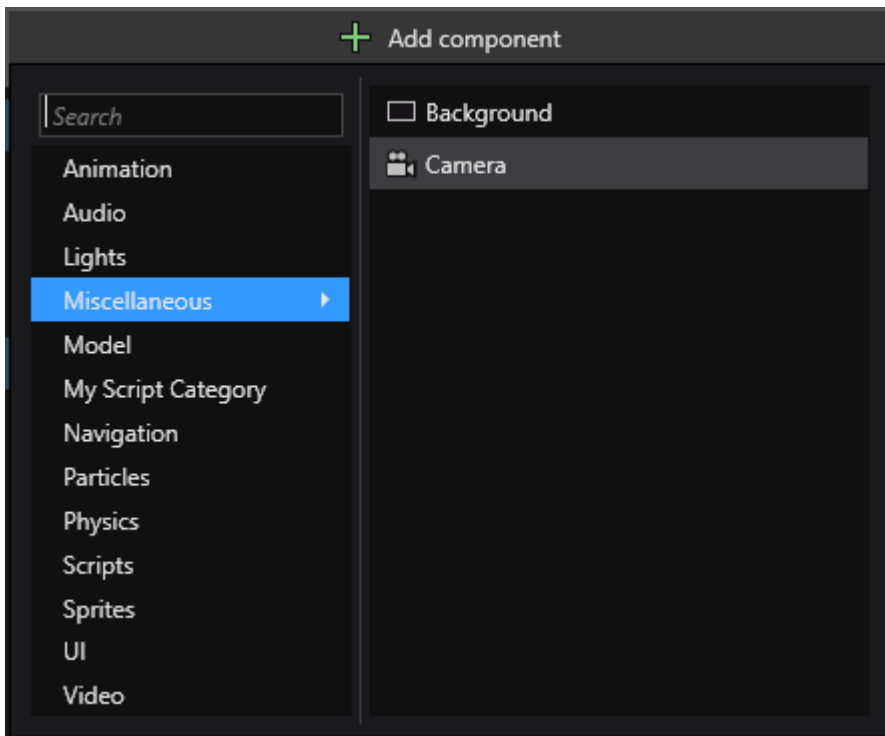 Add component
Search
Animation
Audio
Lights
Miscellaneous
Model
My Script Category
Navigation
Particles
Physics
Scripts
Sprites
UI
Video
Background
Camera